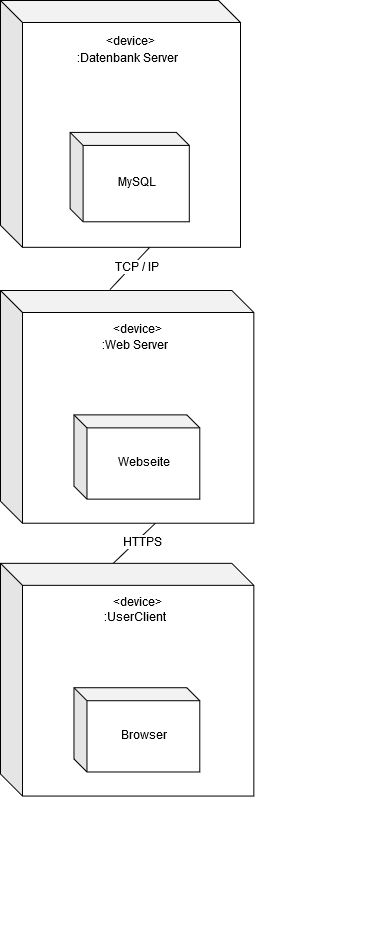 <device>
:Datenbank Server
MySQL
TCP / IP
<device>
:Web Server
Webseite
HTTPS
<device>
:UserClient
Browser